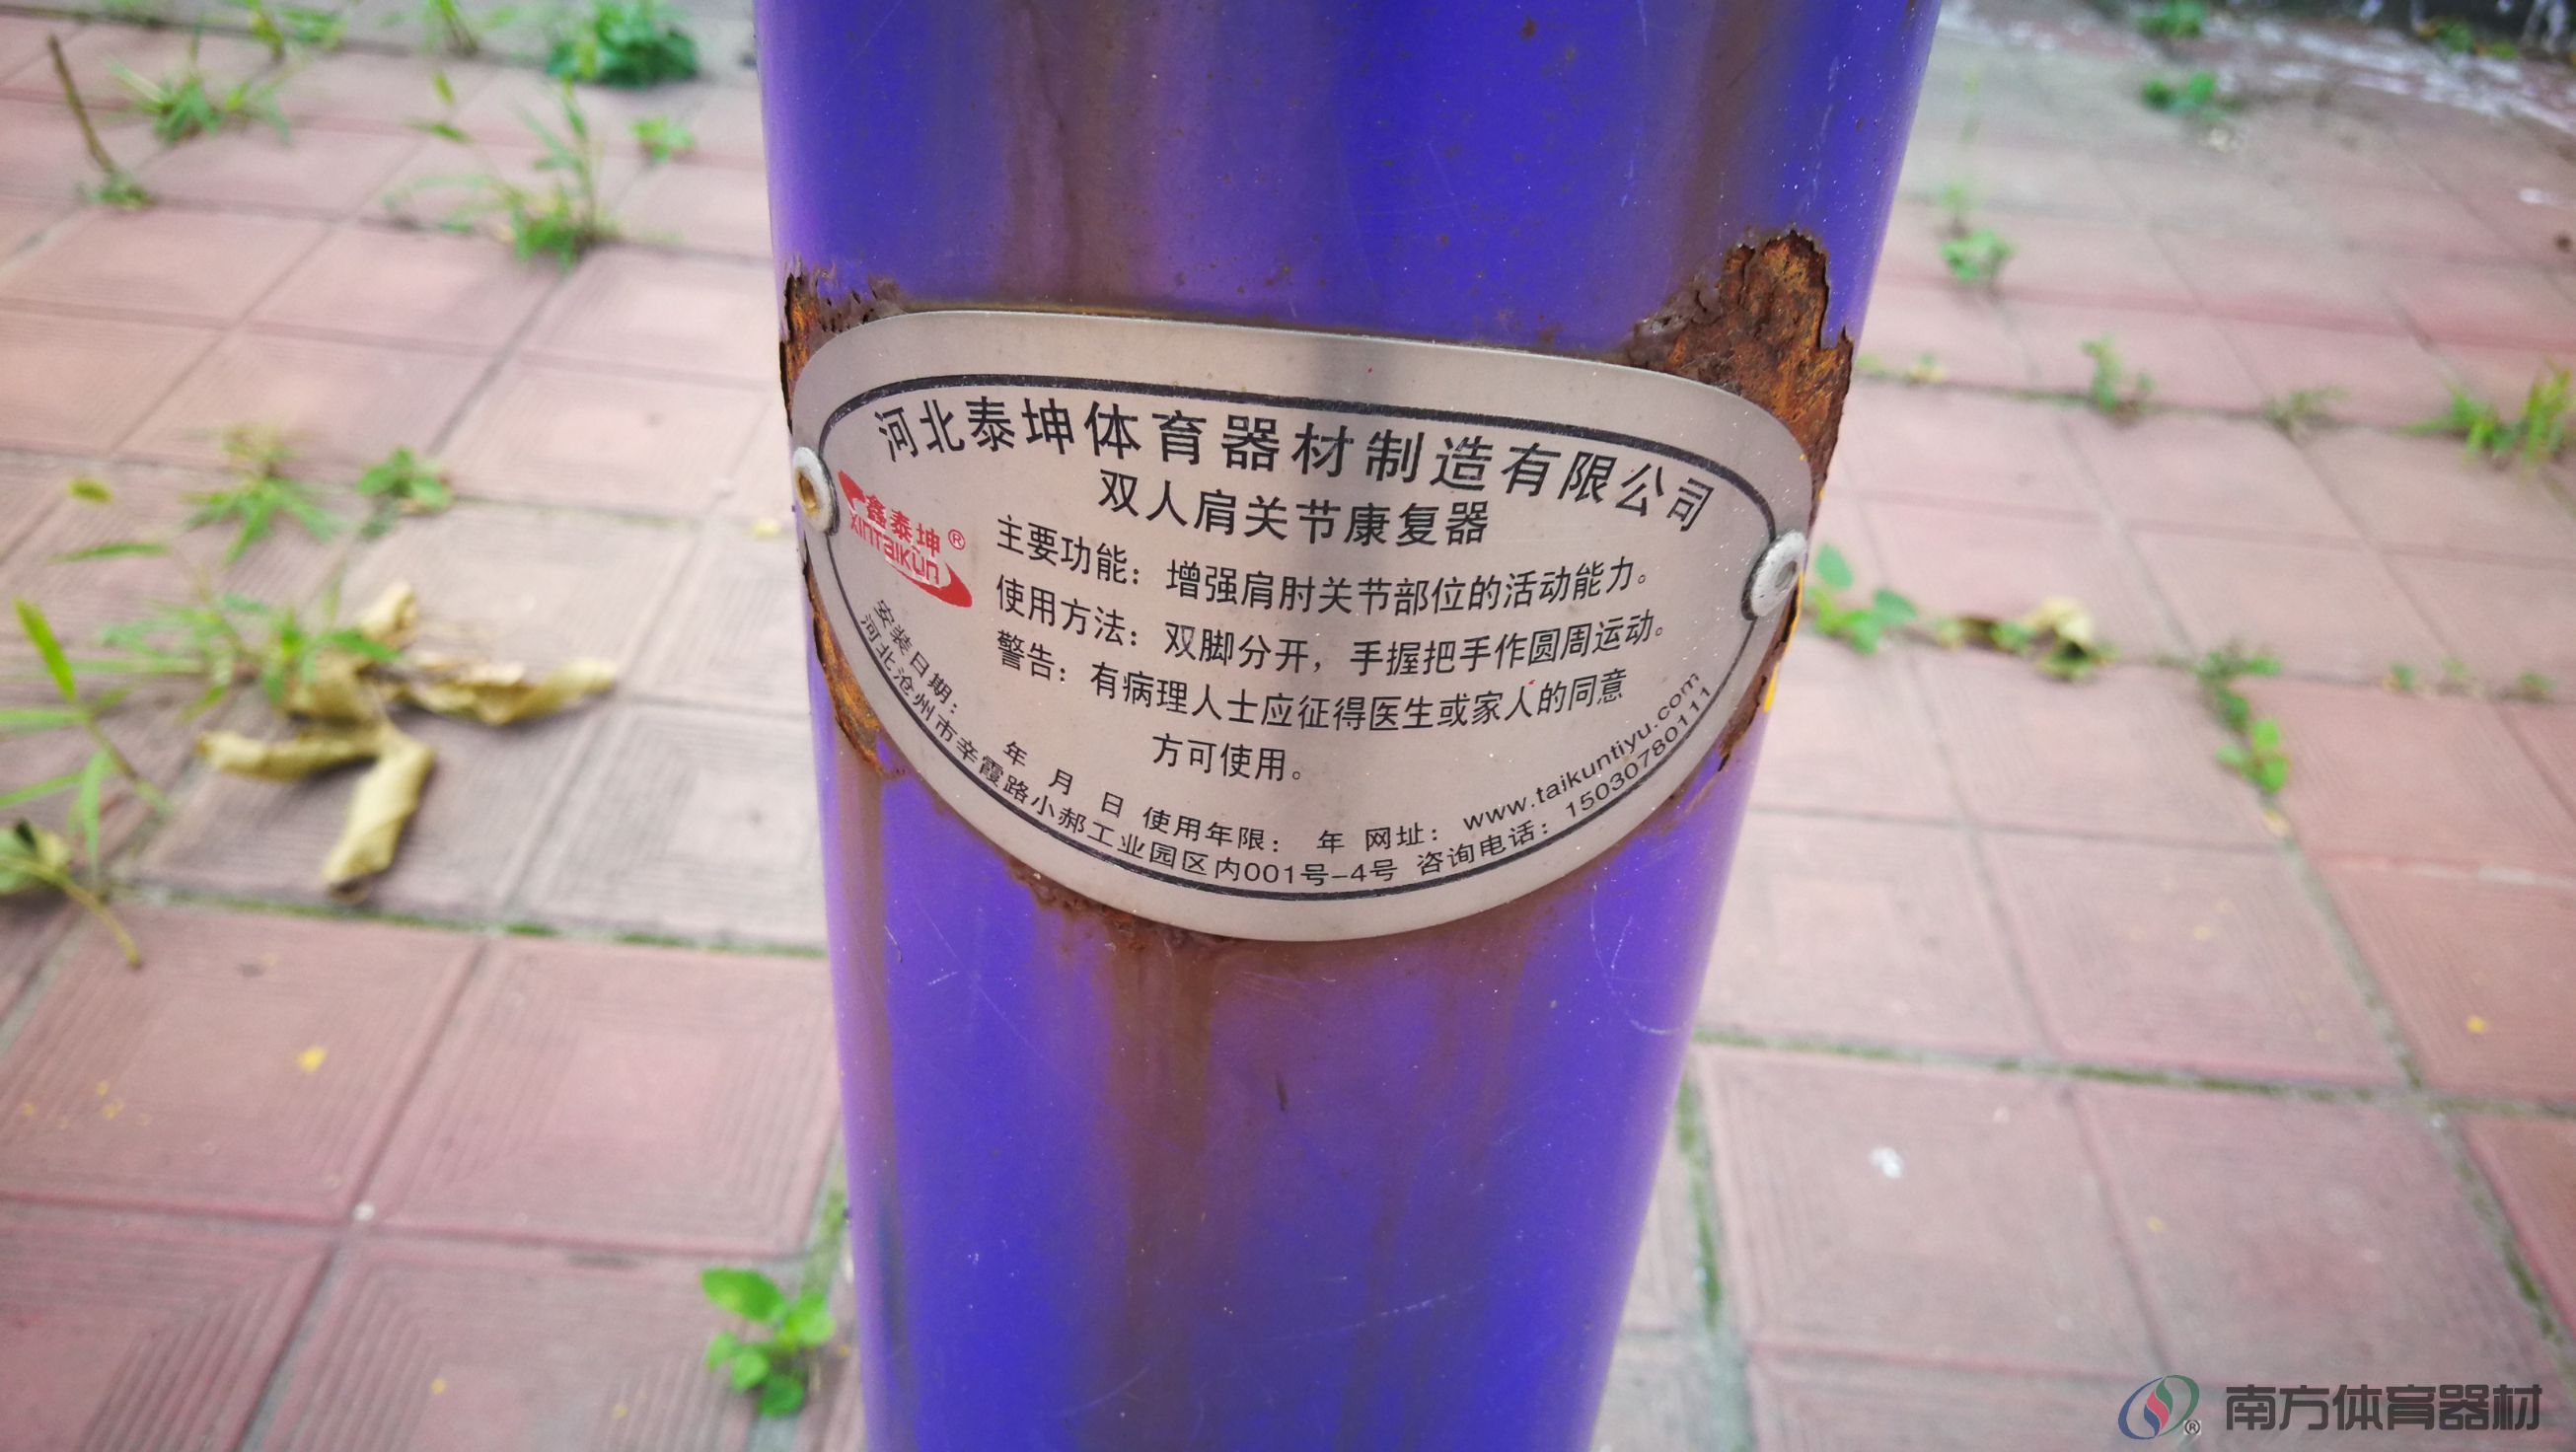 河北泰坤体育器材制造有限公司
双人肩关节康复器
鑫泰坤®
XINTAIKUN
主要功能：增强肩肘关节部位的活动能力。
使用方法：双脚分开，手握把手作圆周运动。
警告：有病理人士应征得医生或家人的同意
方可使用。
安装日期： 年 月 日 使用年限： 年 网址：www.taikuntiyu.com
河北沧州市辛霞路小郝工业园区内001号-4号 咨询电话：15030780111
南方体育器材